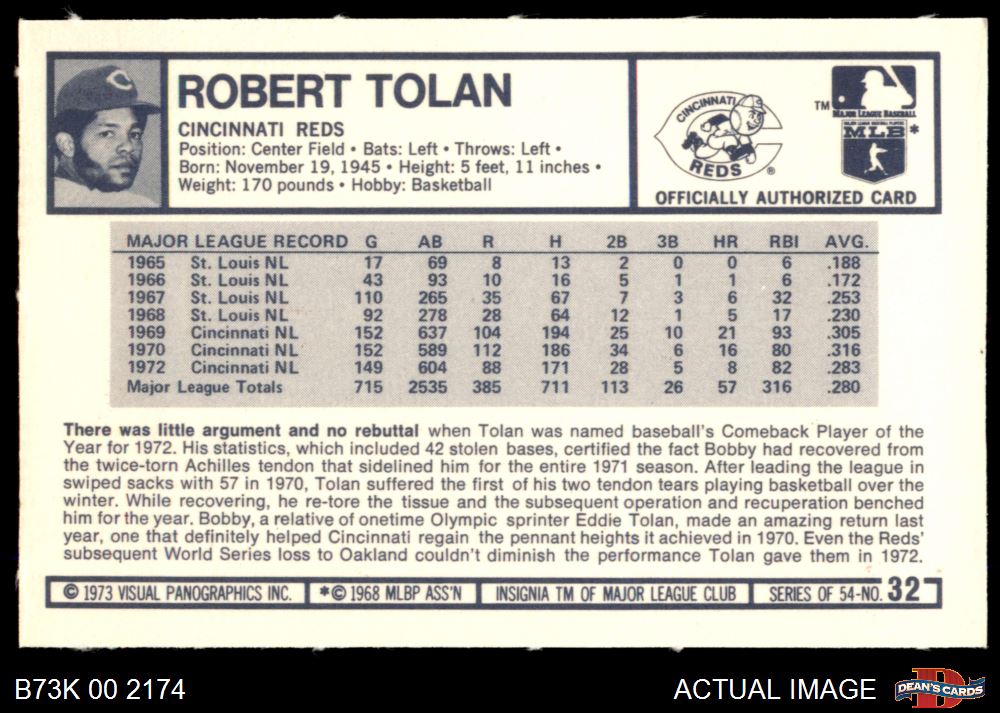 ROBERT TOLAN
CINCINNATI REDS
Position: Center Field • Bats: Left • Throws: Left •
Born: November 19, 1945 • Height: 5 feet, 11 inches •
Weight: 170 pounds • Hobby: Basketball
C
CINCINNATI
REDS
®
TM
MAJOR LEAGUE BASEBALL
MAJOR LEAGUE BASEBALL PLAYERS
MLB*
OFFICIALLY AUTHORIZED CARD
MAJOR LEAGUE RECORD G AB R H 2B 3B HR RBI AVG.
1965 St. Louis NL 17 69 8 13 2 0 0 6 .188
1966 St. Louis NL 43 93 10 16 5 1 1 6 .172
1967 St. Louis NL 110 265 35 67 7 3 6 32 .253
1968 St. Louis NL 92 278 28 64 12 1 5 17 .230
1969 Cincinnati NL 152 637 104 194 25 10 21 93 .305
1970 Cincinnati NL 152 589 112 186 34 6 16 80 .316
1972 Cincinnati NL 149 604 88 171 28 5 8 82 .283
Major League Totals 715 2535 385 711 113 26 57 316 .280
There was little argument and no rebuttal when Tolan was named baseball's Comeback Player of the
Year for 1972. His statistics, which included 42 stolen bases, certified the fact Bobby had recovered from
the twice-torn Achilles tendon that sidelined him for the entire 1971 season. After leading the league in
swiped sacks with 57 in 1970, Tolan suffered the first of his two tendon tears playing basketball over the
winter. While recovering, he re-tore the tissue and the subsequent operation and recuperation benched
him for the year. Bobby, a relative of onetime Olympic sprinter Eddie Tolan, made an amazing return last
year, one that definitely helped Cincinnati regain the pennant heights it achieved in 1970. Even the Reds'
subsequent World Series loss to Oakland couldn't diminish the performance Tolan gave them in 1972.
© 1973 VISUAL PANOGRAPHICS INC. *© 1968 MLBP ASS'N INSIGNIA TM OF MAJOR LEAGUE CLUB SERIES OF 54-NO. 32
B73K 00 2174
ACTUAL IMAGE
D
DEAN'S CARDS